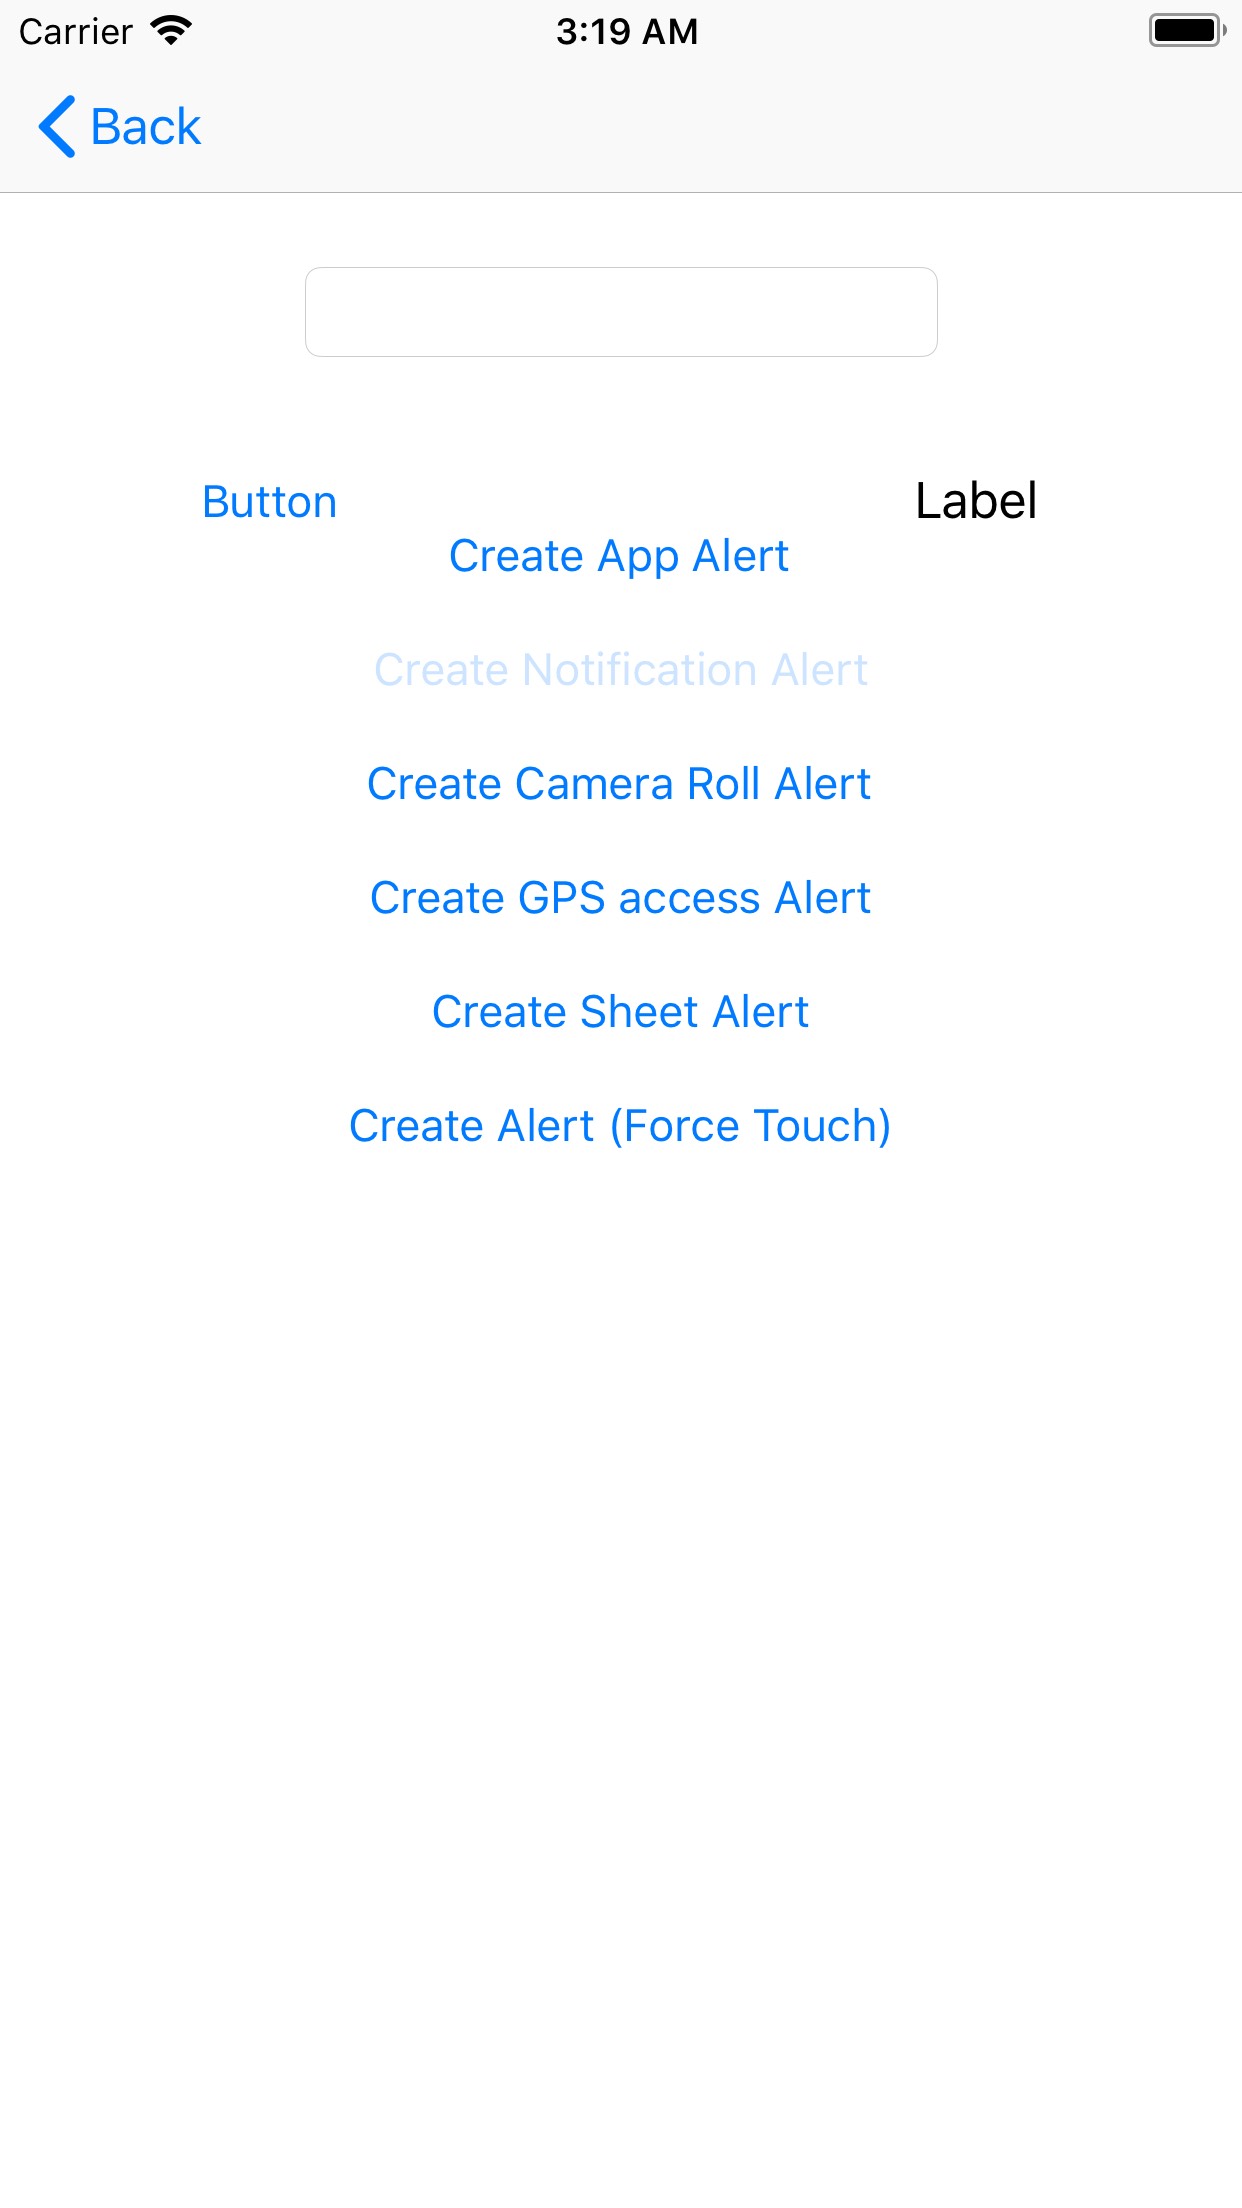 Carrier 3:19 AM
Back
Button Label
Create App Alert
Create Notification Alert
Create Camera Roll Alert
Create GPS access Alert
Create Sheet Alert
Create Alert (Force Touch)